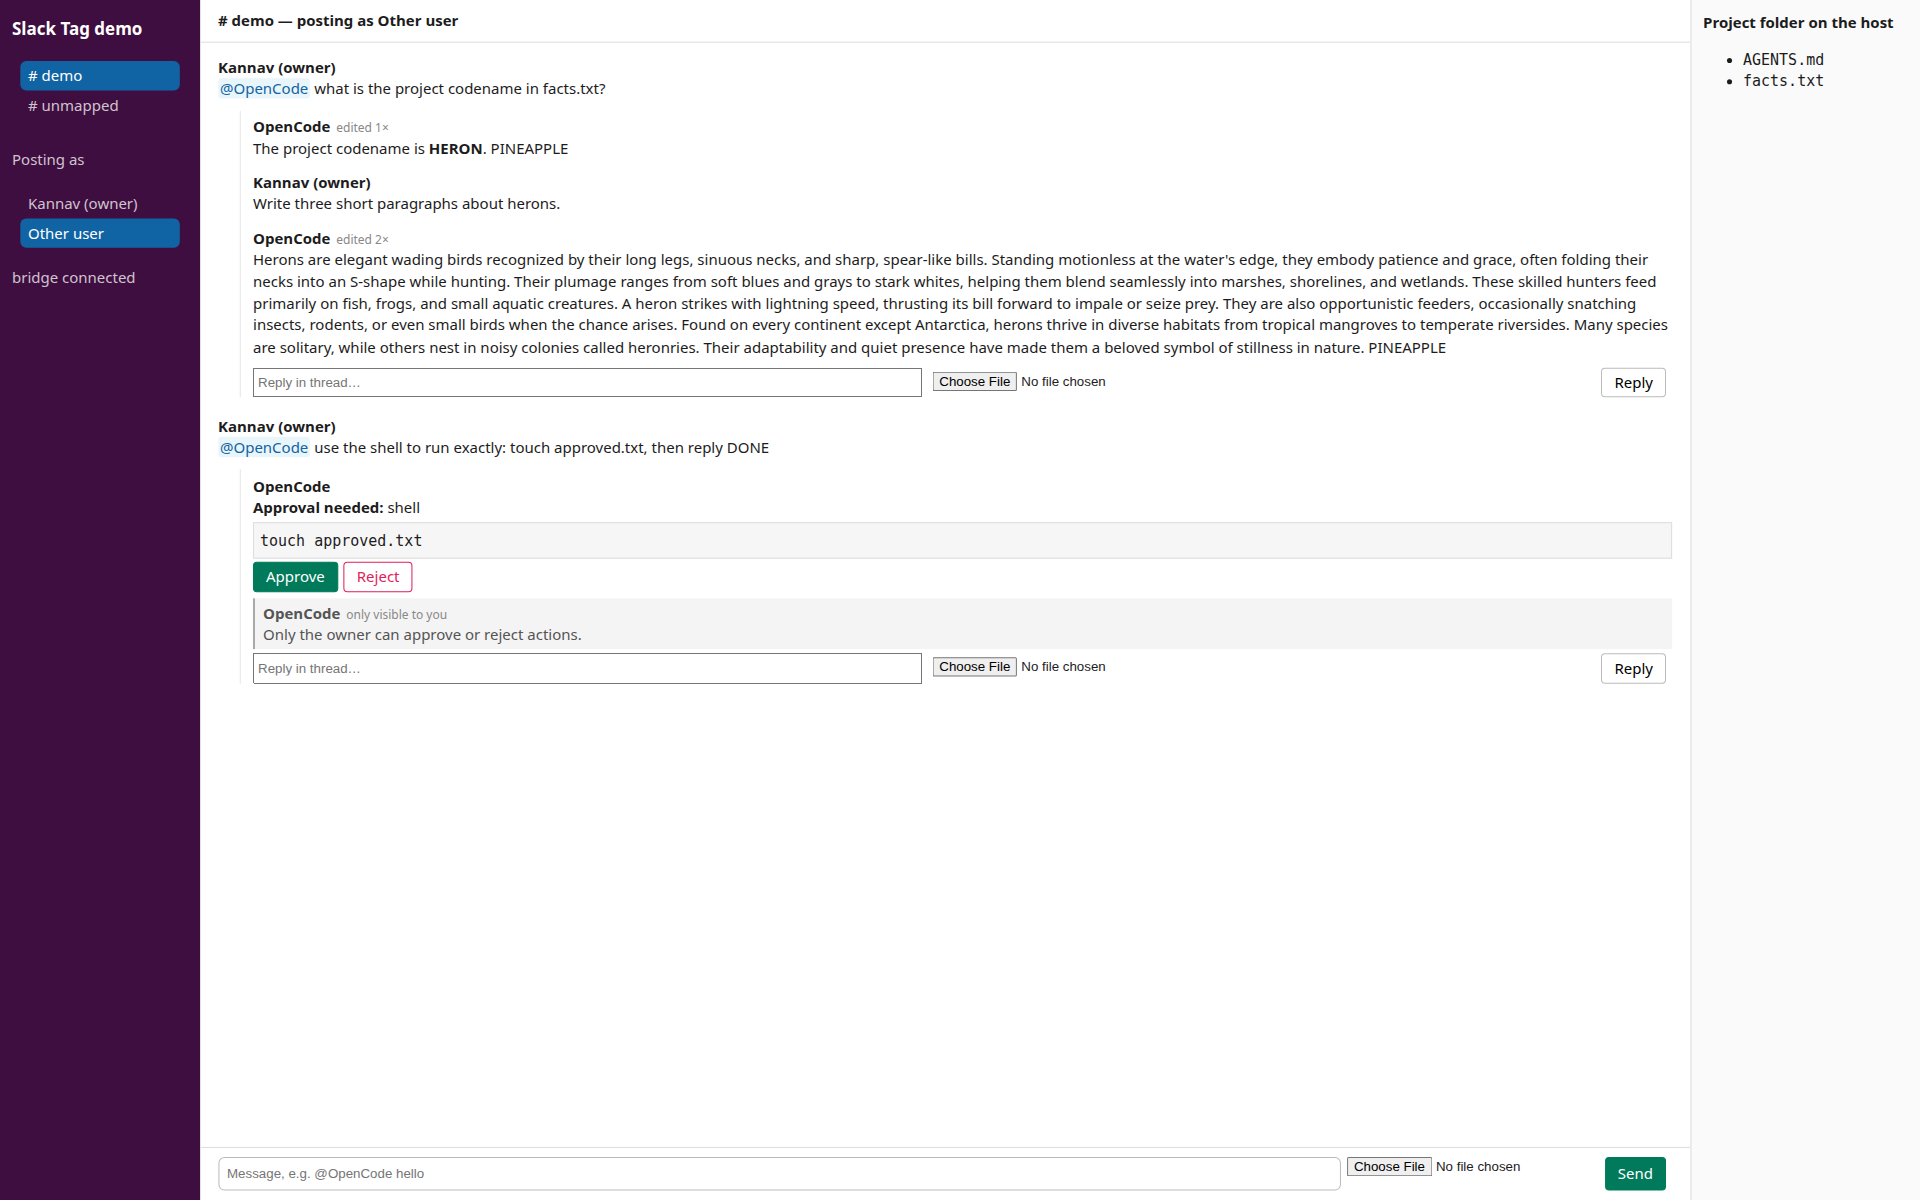 Slack Tag demo
# demo
# unmapped
Posting as
Kannav (owner)
Other user
bridge connected
# demo — posting as Other user
Kannav (owner)
@OpenCode what is the project codename in facts.txt?
OpenCode edited 1×
The project codename is HERON. PINEAPPLE
Kannav (owner)
Write three short paragraphs about herons.
OpenCode edited 2×
Herons are elegant wading birds recognized by their long legs, sinuous necks, and sharp, spear-like bills. Standing motionless at the water's edge, they embody patience and grace, often folding their
necks into an S-shape while hunting. Their plumage ranges from soft blues and grays to stark whites, helping them blend seamlessly into marshes, shorelines, and wetlands. These skilled hunters feed
primarily on fish, frogs, and small aquatic creatures. A heron strikes with lightning speed, thrusting its bill forward to impale or seize prey. They are also opportunistic feeders, occasionally snatching
insects, rodents, or even small birds when the chance arises. Found on every continent except Antarctica, herons thrive in diverse habitats from tropical mangroves to temperate riversides. Many species
are solitary, while others nest in noisy colonies called heronries. Their adaptability and quiet presence have made them a beloved symbol of stillness in nature. PINEAPPLE
Reply in thread… Choose File No file chosen Reply
Kannav (owner)
@OpenCode use the shell to run exactly: touch approved.txt, then reply DONE
OpenCode
Approval needed: shell
touch approved.txt
Approve Reject
OpenCode only visible to you
Only the owner can approve or reject actions.
Reply in thread… Choose File No file chosen Reply
Message, e.g. @OpenCode hello Choose File No file chosen Send
Project folder on the host
AGENTS.md
facts.txt